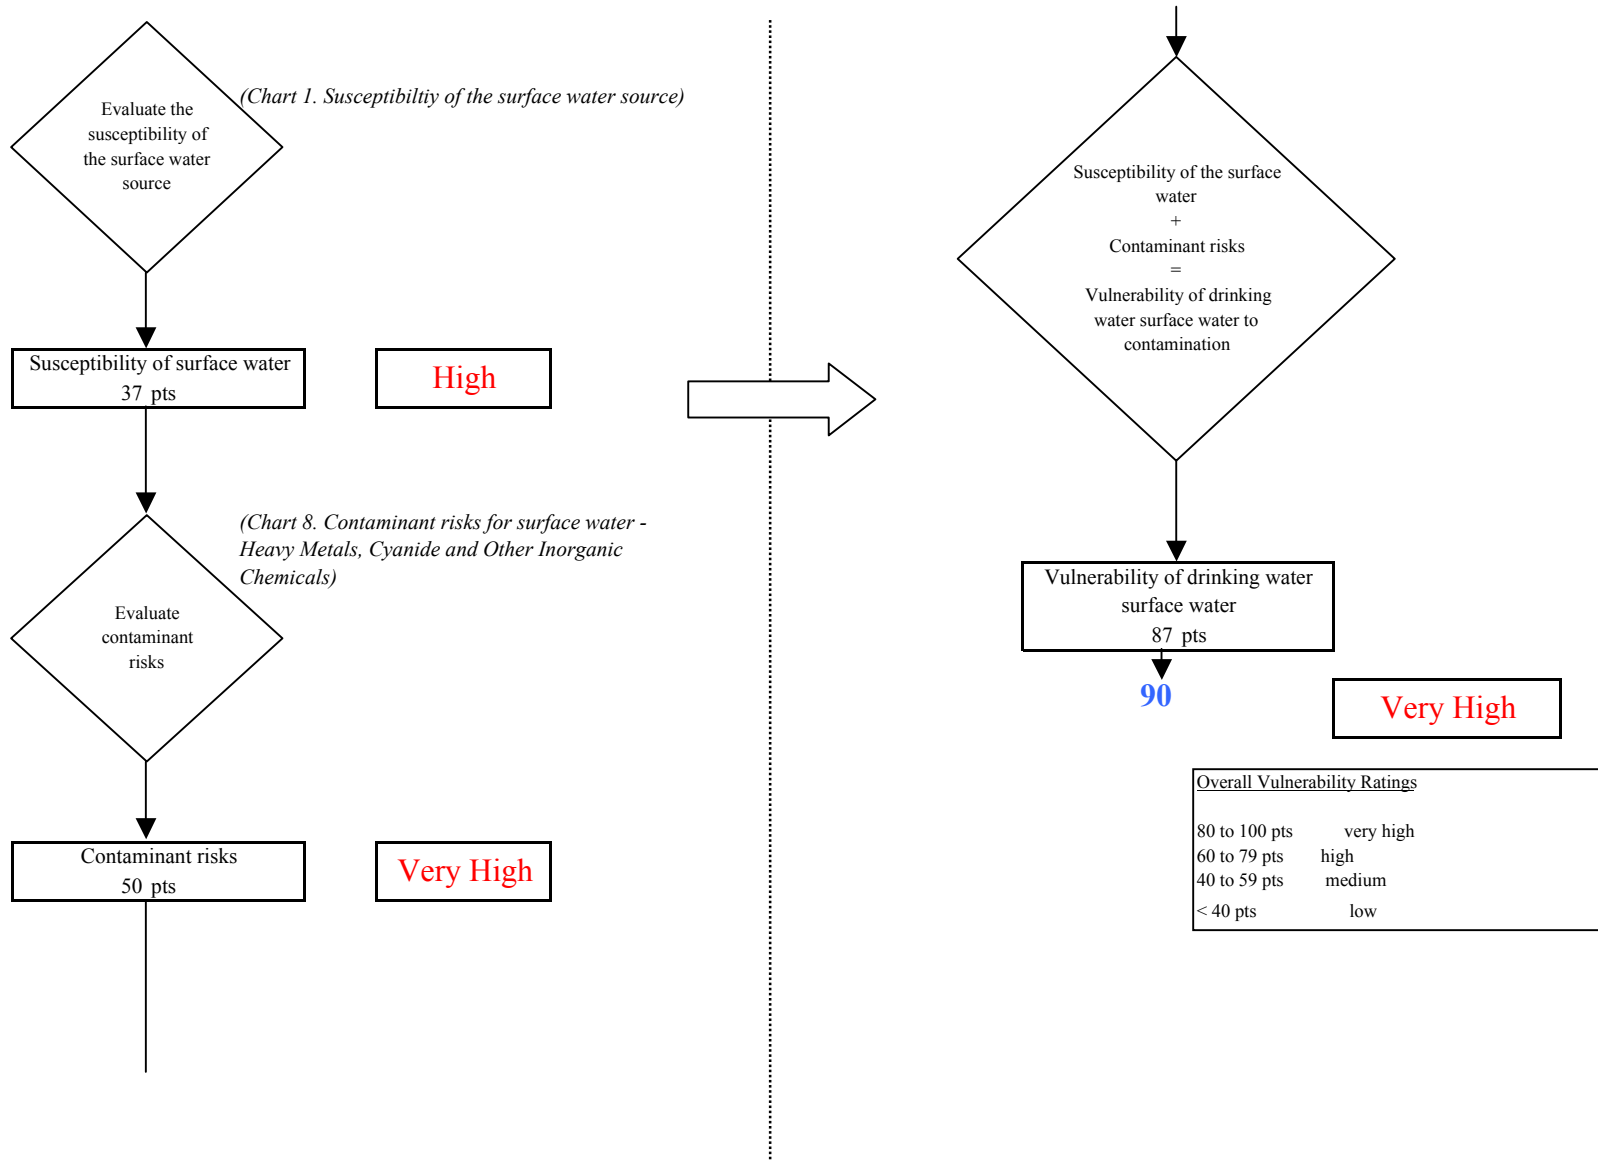 Evaluate the
susceptibility of
the surface water
source
(Chart 1. Susceptibiltiy of the surface water source)
Susceptibility of surface water
37 pts
High
(Chart 8. Contaminant risks for surface water -
Heavy Metals, Cyanide and Other Inorganic
Chemicals)
Evaluate
contaminant
risks
Contaminant risks
50 pts
Very High
Susceptibility of the surface
water
+
Contaminant risks
=
Vulnerability of drinking
water surface water to
contamination
Vulnerability of drinking water
surface water
87 pts
90
Very High
Overall Vulnerability Ratings
80 to 100 pts very high
60 to 79 pts high
40 to 59 pts medium
< 40 pts low